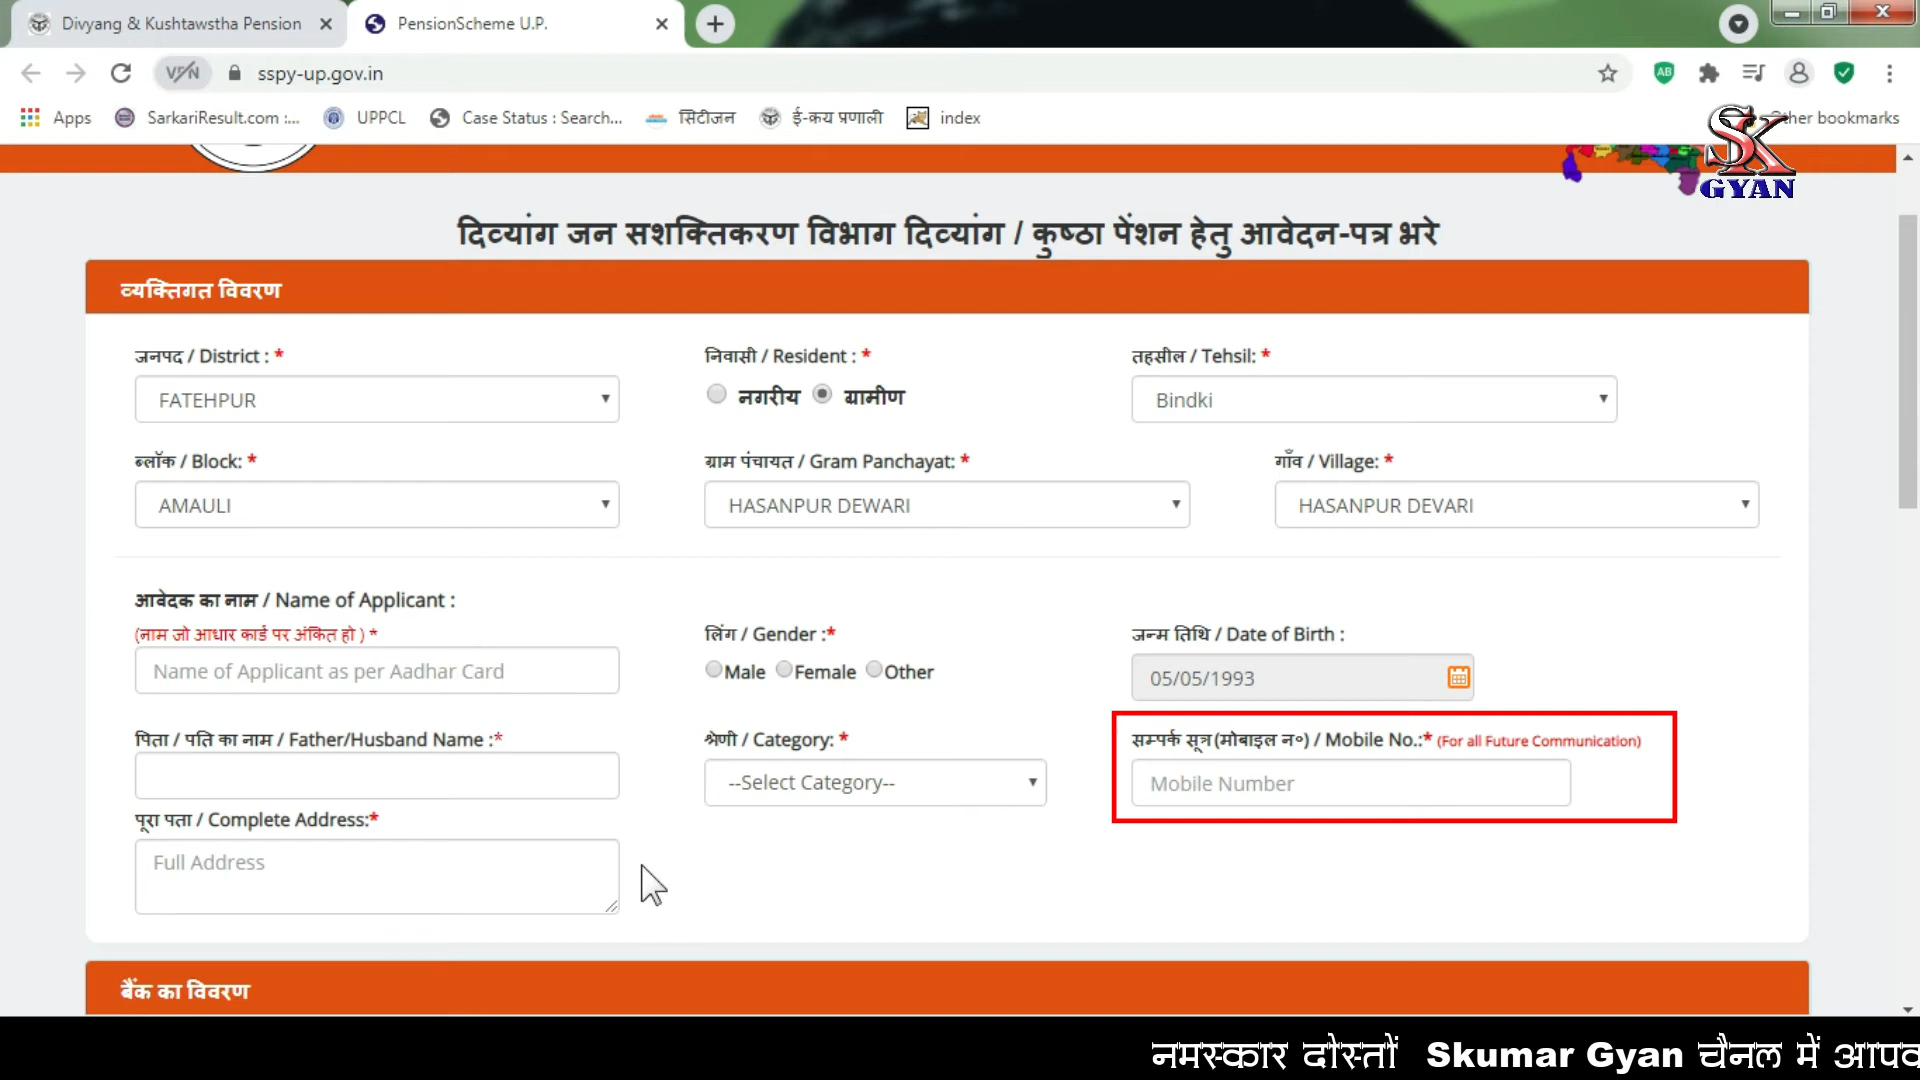 Divyang & Kushtawstha Pension
PensionScheme U.P.
VPN
sspy-up.gov.in
AB
Apps
SarkariResult.com :...
UPPCL
Case Status : Search...
सिटीजन
ई-क्रय प्रणाली
index
ther bookmarks
SK
GYAN
दिव्यांग जन सशक्तिकरण विभाग दिव्यांग / कुष्ठा पेंशन हेतु आवेदन-पत्र भरे
व्यक्तिगत विवरण
जनपद / District : *
निवासी / Resident : *
तहसील / Tehsil: *
FATEHPUR
नगरीय ग्रामीण
Bindki
ब्लॉक / Block: *
ग्राम पंचायत / Gram Panchayat: *
गाँव / Village: *
AMAULI
HASANPUR DEWARI
HASANPUR DEVARI
आवेदक का नाम / Name of Applicant :
(नाम जो आधार कार्ड पर अंकित हो ) *
लिंग / Gender :*
जन्म तिथि / Date of Birth :
Name of Applicant as per Aadhar Card
Male Female Other
05/05/1993
पिता / पति का नाम / Father/Husband Name :*
श्रेणी / Category: *
सम्पर्क सूत्र(मोबाइल न०) / Mobile No.:* (For all Future Communication)
--Select Category--
Mobile Number
पूरा पता / Complete Address:*
Full Address
बैंक का विवरण
नमस्कार दोस्तों Skumar Gyan चैनल में आपक